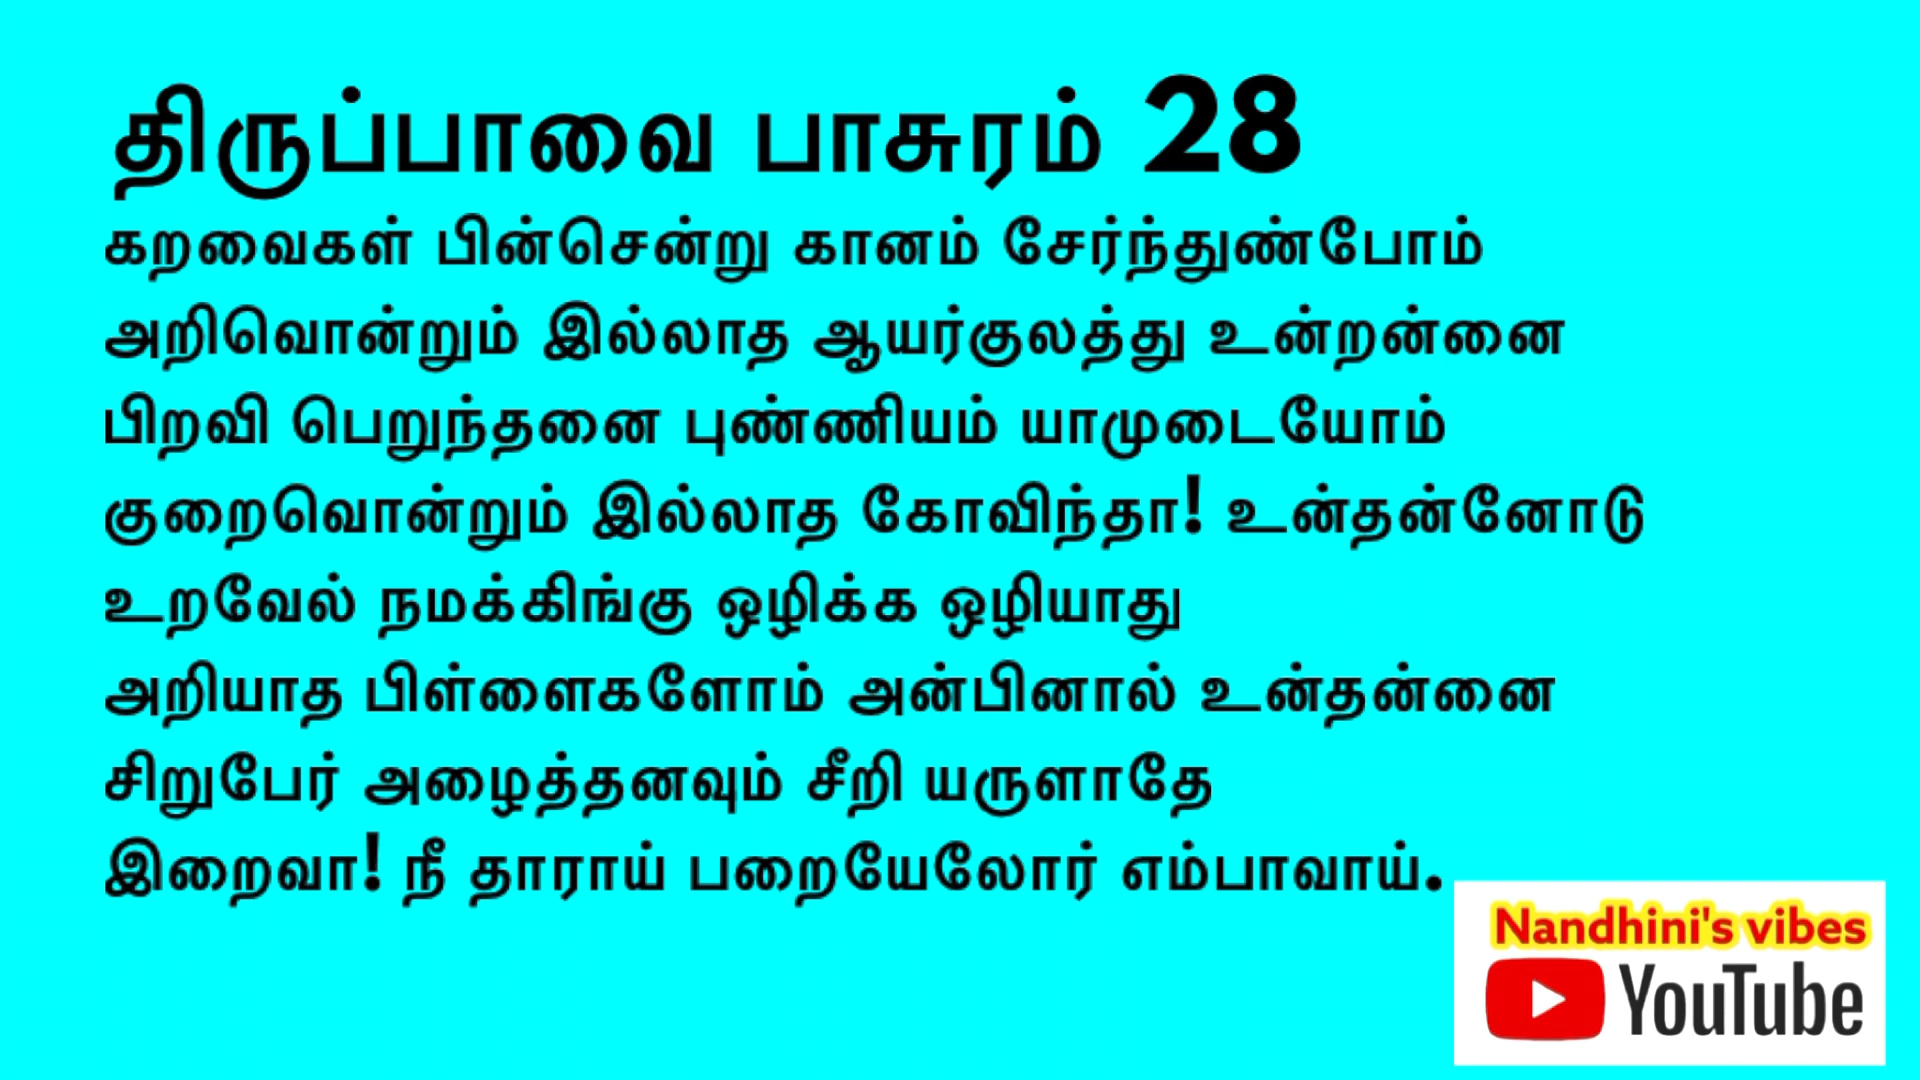 திருப்பாவை பாசுரம் 28
கறவைகள் பின்சென்று கானம் சேர்ந்துண்போம்
அறிவொன்றும் இல்லாத ஆயர்குலத்து உன்றன்னை
பிறவி பெறுந்தனை புண்ணியம் யாமுடையோம்
குறைவொன்றும் இல்லாத கோவிந்தா! உன்தன்னோடு
உறவேல் நமக்கிங்கு ஒழிக்க ஒழியாது
அறியாத பிள்ளைகளோம் அன்பினால் உன்தன்னை
சிறுபேர் அழைத்தனவும் சீறி யருளாதே
இறைவா! நீ தாராய் பறையேலோர் எம்பாவாய்.
Nandhini's vibes
YouTube